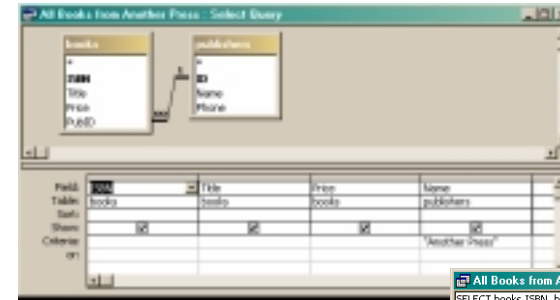 All Books from Another Press : Select Query
books
*
ISBN
Title
Price
PubID
publishers
*
ID
Name
Phone
Field: ISBN Title Price Name
Table: books books books publishers
Sort:
Show:
Criteria: "Another Press"
or:
All Books from A
SELECT books.ISBN, b